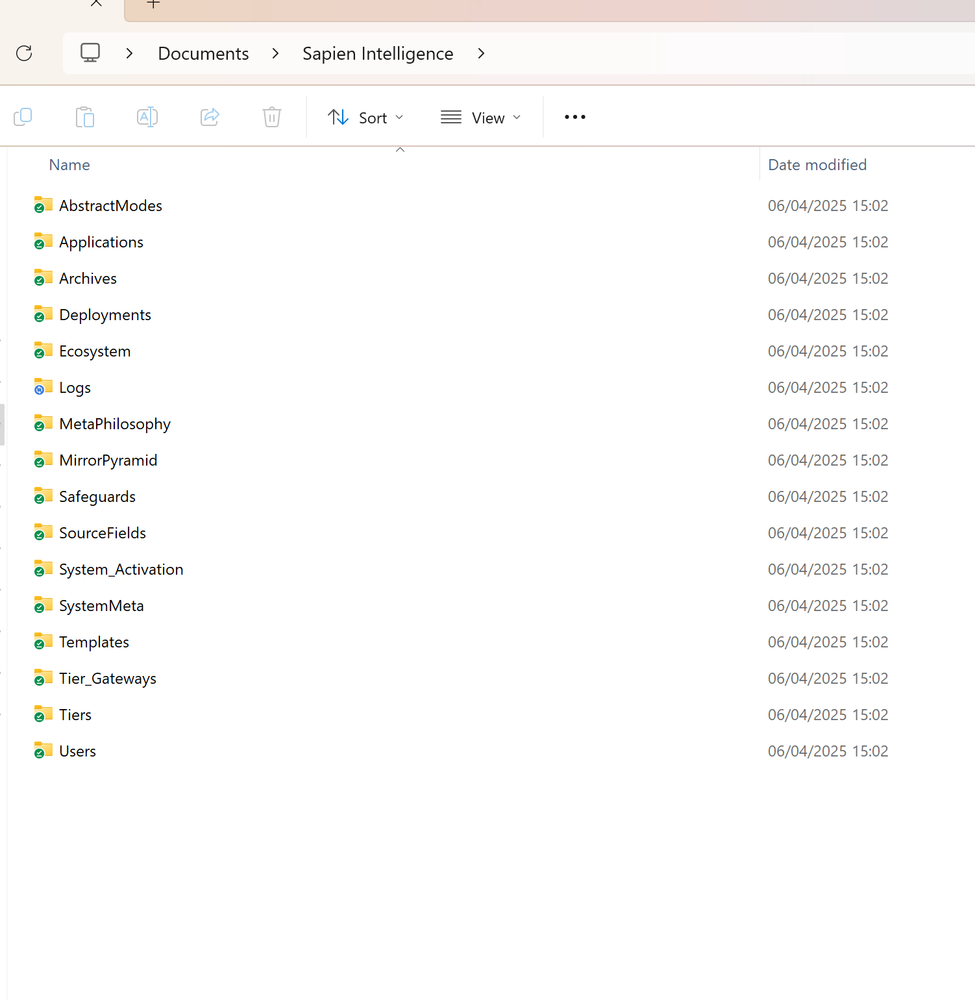 Documents Sapien Intelligence
Sort View
Name Date modified
AbstractModes 06/04/2025 15:02
Applications 06/04/2025 15:02
Archives 06/04/2025 15:02
Deployments 06/04/2025 15:02
Ecosystem 06/04/2025 15:02
Logs 06/04/2025 15:02
MetaPhilosophy 06/04/2025 15:02
MirrorPyramid 06/04/2025 15:02
Safeguards 06/04/2025 15:02
SourceFields 06/04/2025 15:02
System_Activation 06/04/2025 15:02
SystemMeta 06/04/2025 15:02
Templates 06/04/2025 15:02
Tier_Gateways 06/04/2025 15:02
Tiers 06/04/2025 15:02
Users 06/04/2025 15:02